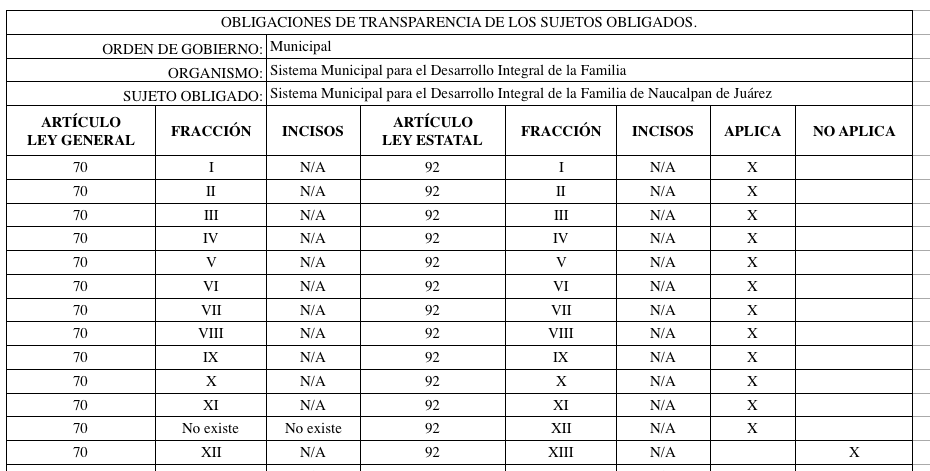 OBLIGACIONES DE TRANSPARENCIA DE LOS SUJETOS OBLIGADOS.
ORDEN DE GOBIERNO: Municipal
ORGANISMO: Sistema Municipal para el Desarrollo Integral de la Familia
SUJETO OBLIGADO: Sistema Municipal para el Desarrollo Integral de la Familia de Naucalpan de Juárez
ARTÍCULO LEY GENERAL FRACCIÓN INCISOS ARTÍCULO LEY ESTATAL FRACCIÓN INCISOS APLICA NO APLICA
70 I N/A 92 I N/A X
70 II N/A 92 II N/A X
70 III N/A 92 III N/A X
70 IV N/A 92 IV N/A X
70 V N/A 92 V N/A X
70 VI N/A 92 VI N/A X
70 VII N/A 92 VII N/A X
70 VIII N/A 92 VIII N/A X
70 IX N/A 92 IX N/A X
70 X N/A 92 X N/A X
70 XI N/A 92 XI N/A X
70 No existe No existe 92 XII N/A X
70 XII N/A 92 XIII N/A X